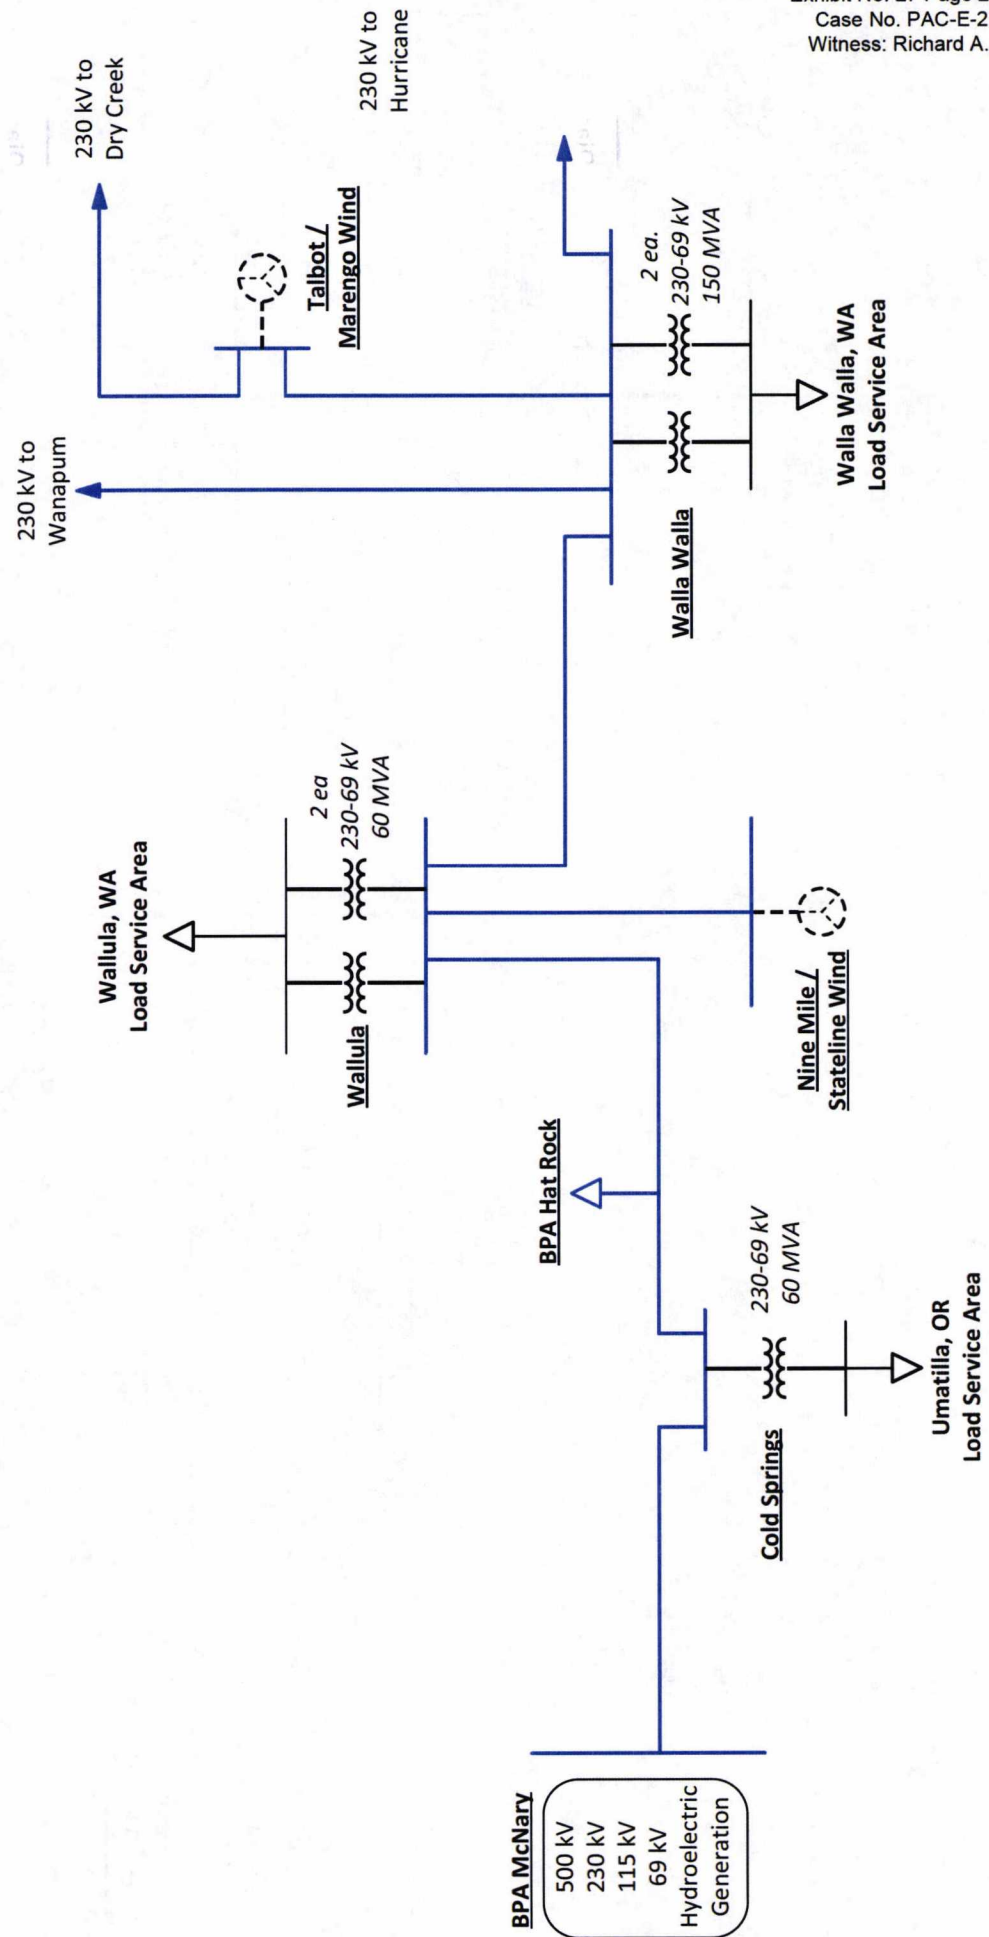 Exhibit No. Page
Case No. PAC-E-2
Witness: Richard A.
BPA McNary
500 kV
230 kV
115 kV
69 kV
Hydroelectric
Generation
Cold Springs
230-69 kV
60 MVA
Umatilla, OR
Load Service Area
BPA Hat Rock
Wallula, WA
Load Service Area
Wallula
2 ea
230-69 kV
60 MVA
Nine Mile /
Stateline Wind
230 kV to
Wanapum
Walla Walla
2 ea.
230-69 kV
150 MVA
Walla Walla, WA
Load Service Area
Talbot /
Marengo Wind
230 kV to
Dry Creek
230 kV to
Hurricane